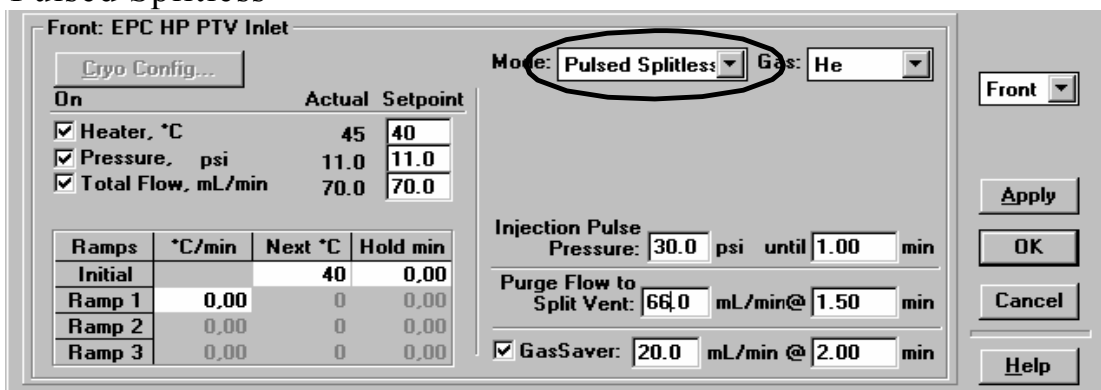 Pulsed Splitless
Front: EPC HP PTV Inlet
Cryo Config...
Mode: Pulsed Splitless Gas: He
Front
On Actual Setpoint
Heater, °C 45 40
Pressure, psi 11.0 11.0
Total Flow, mL/min 70.0 70.0
Apply
Ramps °C/min Next °C Hold min
Initial 40 0,00
Ramp 1 0,00 0 0,00
Ramp 2 0,00 0 0,00
Ramp 3 0,00 0 0,00
Injection Pulse
Pressure: 30.0 psi until 1.00 min
OK
Purge Flow to
Split Vent: 66.0 mL/min@ 1.50 min
Cancel
GasSaver: 20.0 mL/min @ 2.00 min
Help